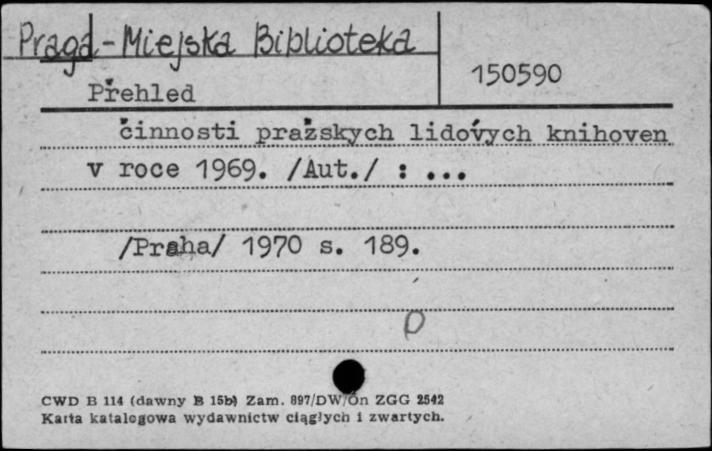 Praga - Miejska Biblioteka
150590
Přehled
činnosti pražskych lidových knihoven
v roce 1969. /Aut./ : ...
/Praha/ 1970 s. 189.
p
CWD B 114 (dawny B 15b) Zam. 897/DW/On ZGG 2542
Karta katalogowa wydawnictw ciągłych i zwartych.